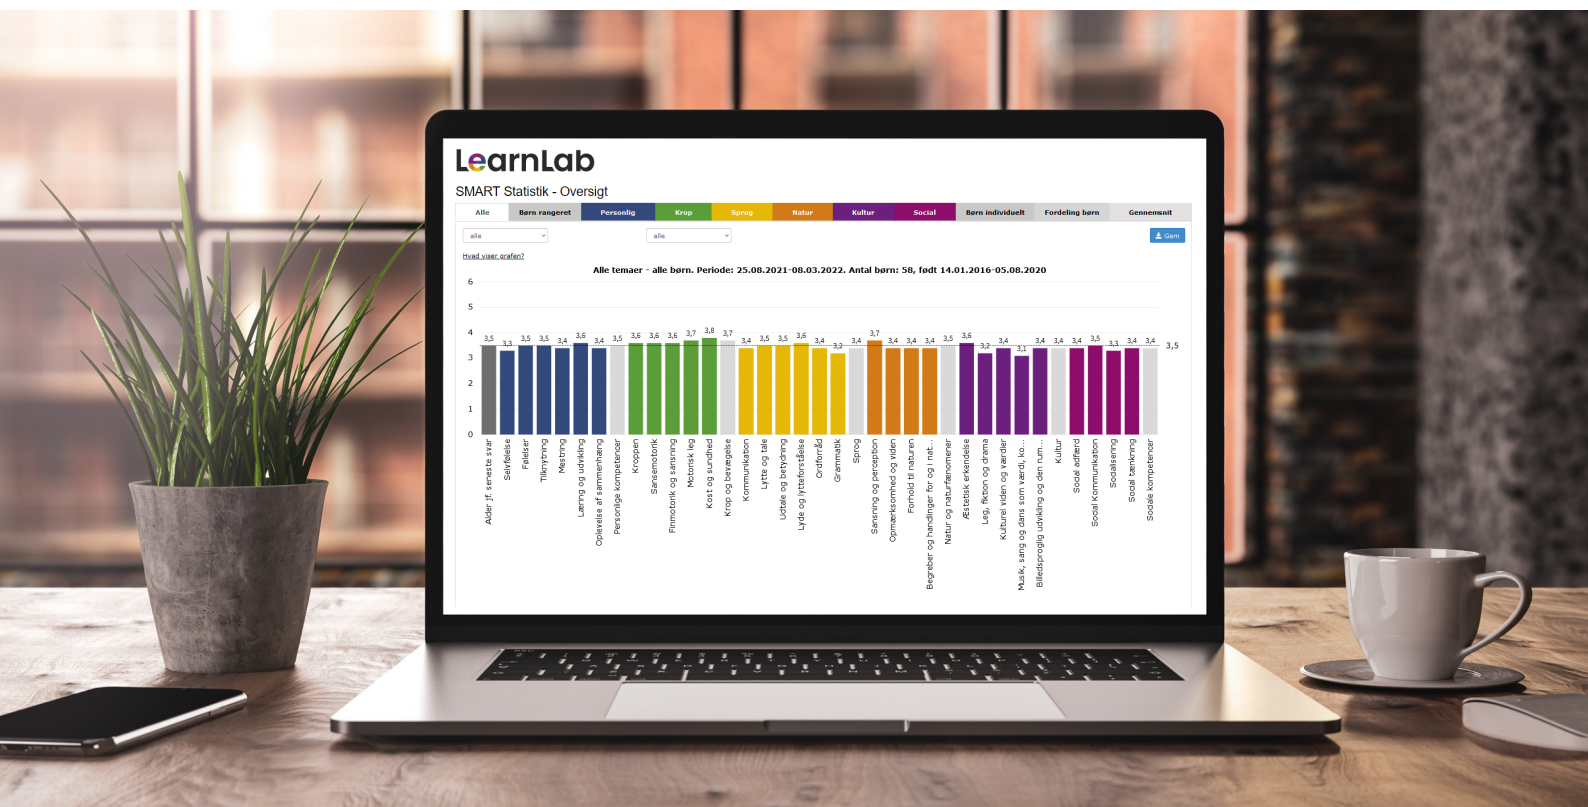 LearnLab
SMART Statistik - Oversigt
Alle Børn rangeret Personlig Krop Sprog Natur Kultur Social Børn individuelt Fordeling børn Gennemsnit
alle alle Gem
Hvad viser grafen?
Alle temaer - alle børn. Periode: 25.08.2021-08.03.2022. Antal børn: 58, født 14.01.2016-05.08.2020
6
5
4
3
2
1
0
3,5 3,3 3,5 3,5 3,4 3,6 3,4 3,5 3,6 3,6 3,6 3,7 3,8 3,7 3,4 3,5 3,5 3,6 3,4 3,2 3,4 3,7 3,4 3,4 3,4 3,5 3,6 3,2 3,4 3,1 3,4 3,4 3,4 3,5 3,3 3,4 3,4 3,5
Alder jf. seneste svar
Selvfølelse
Følelser
Tilknytning
Mestring
Læring og udvikling
Oplevelse af sammenhæng
Personlige kompetencer
Kroppen
Sansemotorik
Finmotorik og sansning
Motorisk leg
Kost og sundhed
Krop og bevægelse
Kommunikation
Lytte og tale
Udtale og betydning
Lyde og lytteforståelse
Ordforråd
Grammatik
Sprog
Sansning og perception
Opmærksomhed og viden
Forhold til naturen
Begreber og handlinger for og i nat...
Natur og naturfænomener
Æstetisk erkendelse
Leg, fiktion og drama
Kulturel viden og værdier
Musik, sang og dans som værdi, ko...
Billedsproglig udvikling og den rum...
Kultur
Social adfærd
Social Kommunikation
Socialisering
Social tænkning
Sociale kompetencer